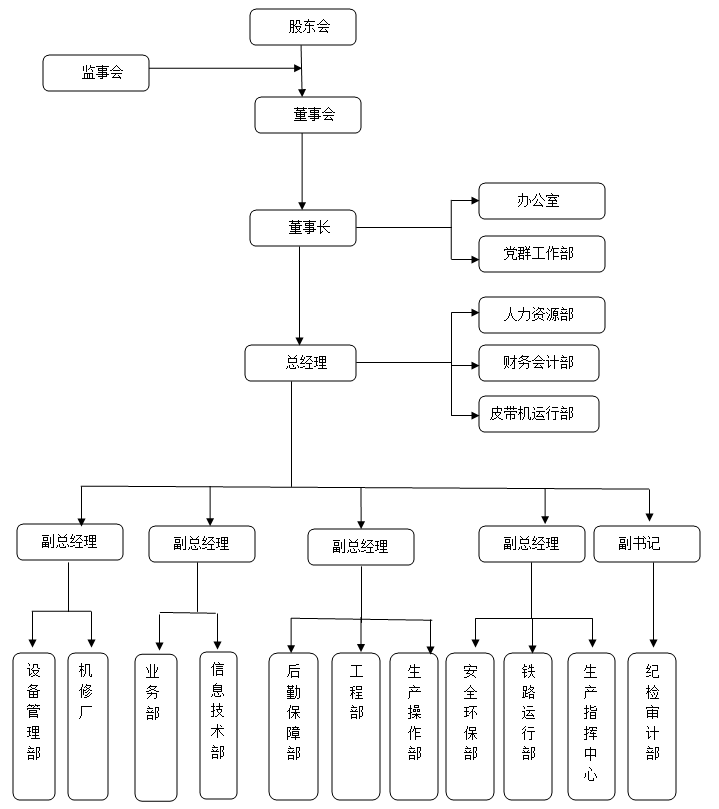 股东会
监事会
董事会
办公室
董事长
党群工作部
人力资源部
总经理
财务会计部
皮带机运行部
副总经理
副总经理
副总经理
副总经理
副书记
设备管理部
机修厂
业务部
信息技术部
后勤保障部
工程部
生产操作部
安全环保部
铁路运行部
生产指挥中心
纪检审计部